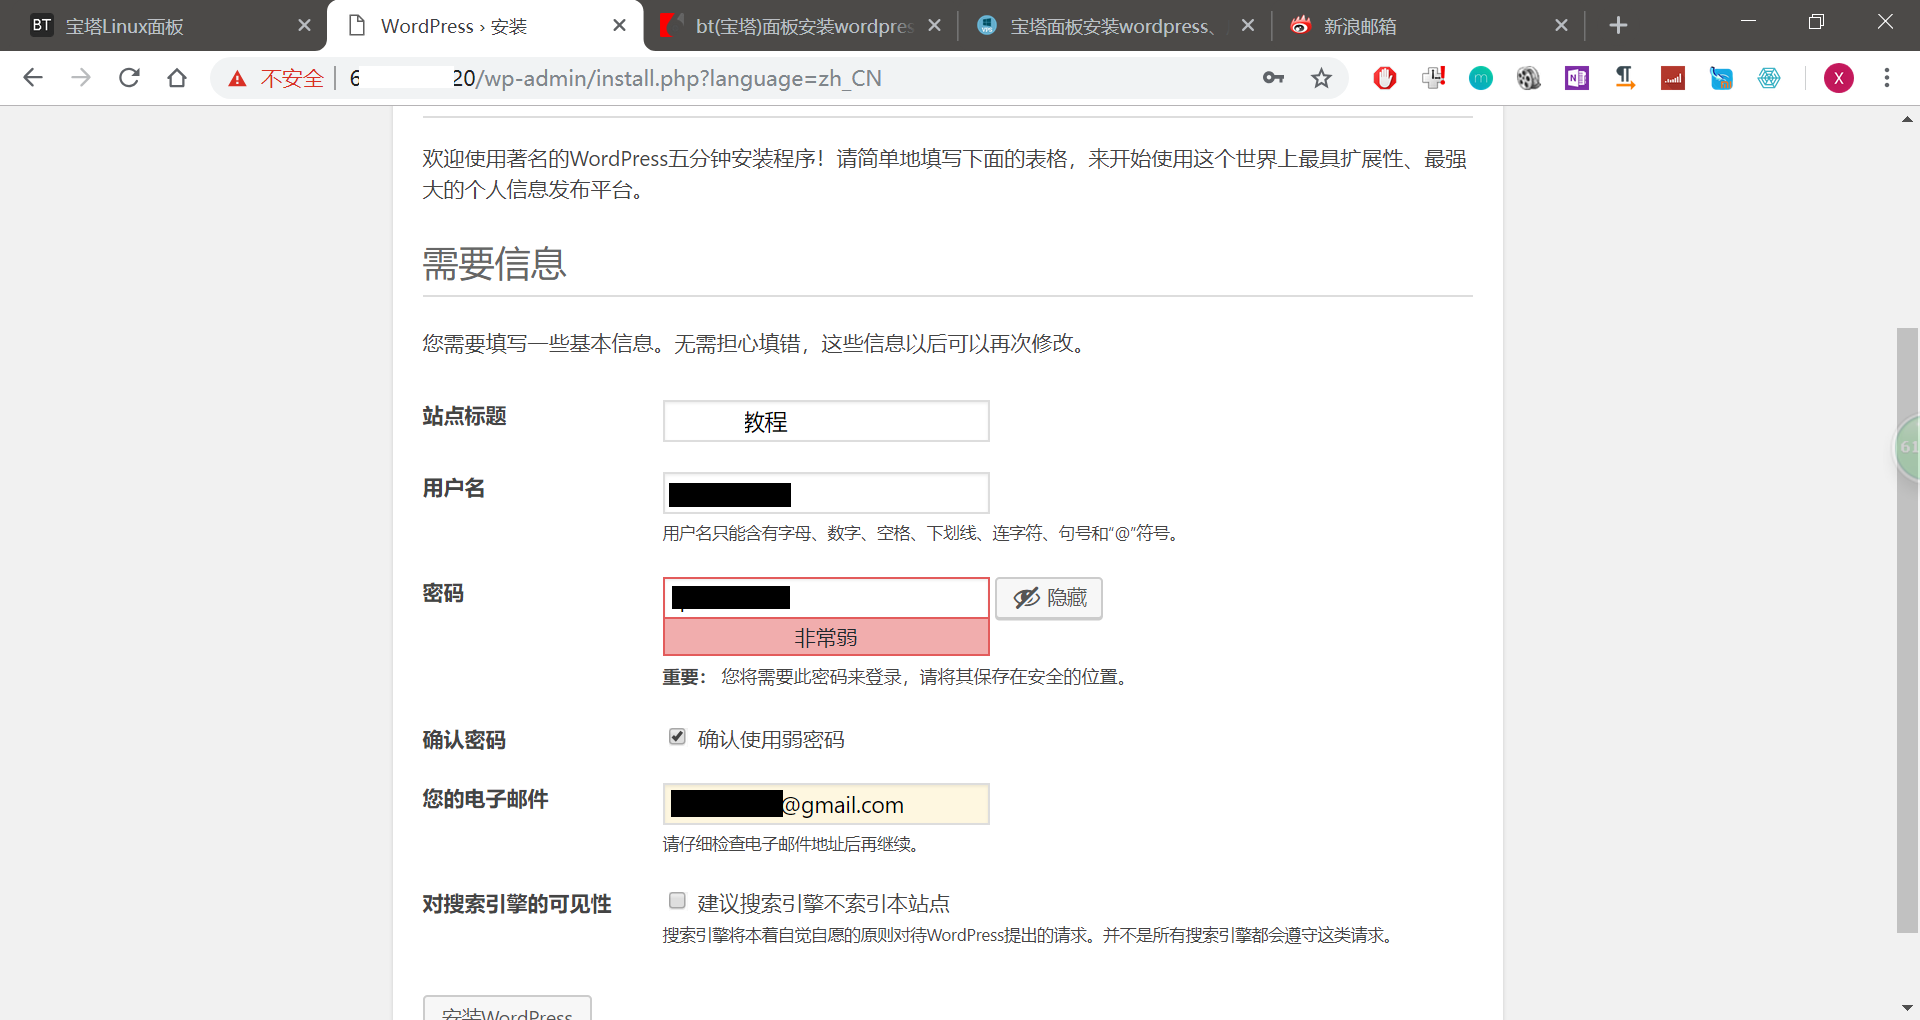 BT 宝塔Linux面板
WordPress › 安装
bt(宝塔)面板安装wordpres
宝塔面板安装wordpress、
新浪邮箱
不安全 6 20/wp-admin/install.php?language=zh_CN
X
欢迎使用著名的WordPress五分钟安装程序！请简单地填写下面的表格，来开始使用这个世界上最具扩展性、最强
大的个人信息发布平台。
需要信息
您需要填写一些基本信息。无需担心填错，这些信息以后可以再次修改。
站点标题 教程
用户名
用户名只能含有字母、数字、空格、下划线、连字符、句号和“@”符号。
密码 隐藏
非常弱
重要： 您将需要此密码来登录，请将其保存在安全的位置。
确认密码 确认使用弱密码
您的电子邮件 @gmail.com
请仔细检查电子邮件地址后再继续。
对搜索引擎的可见性 建议搜索引擎不索引本站点
搜索引擎将本着自觉自愿的原则对待WordPress提出的请求。并不是所有搜索引擎都会遵守这类请求。
安装WordPress
61